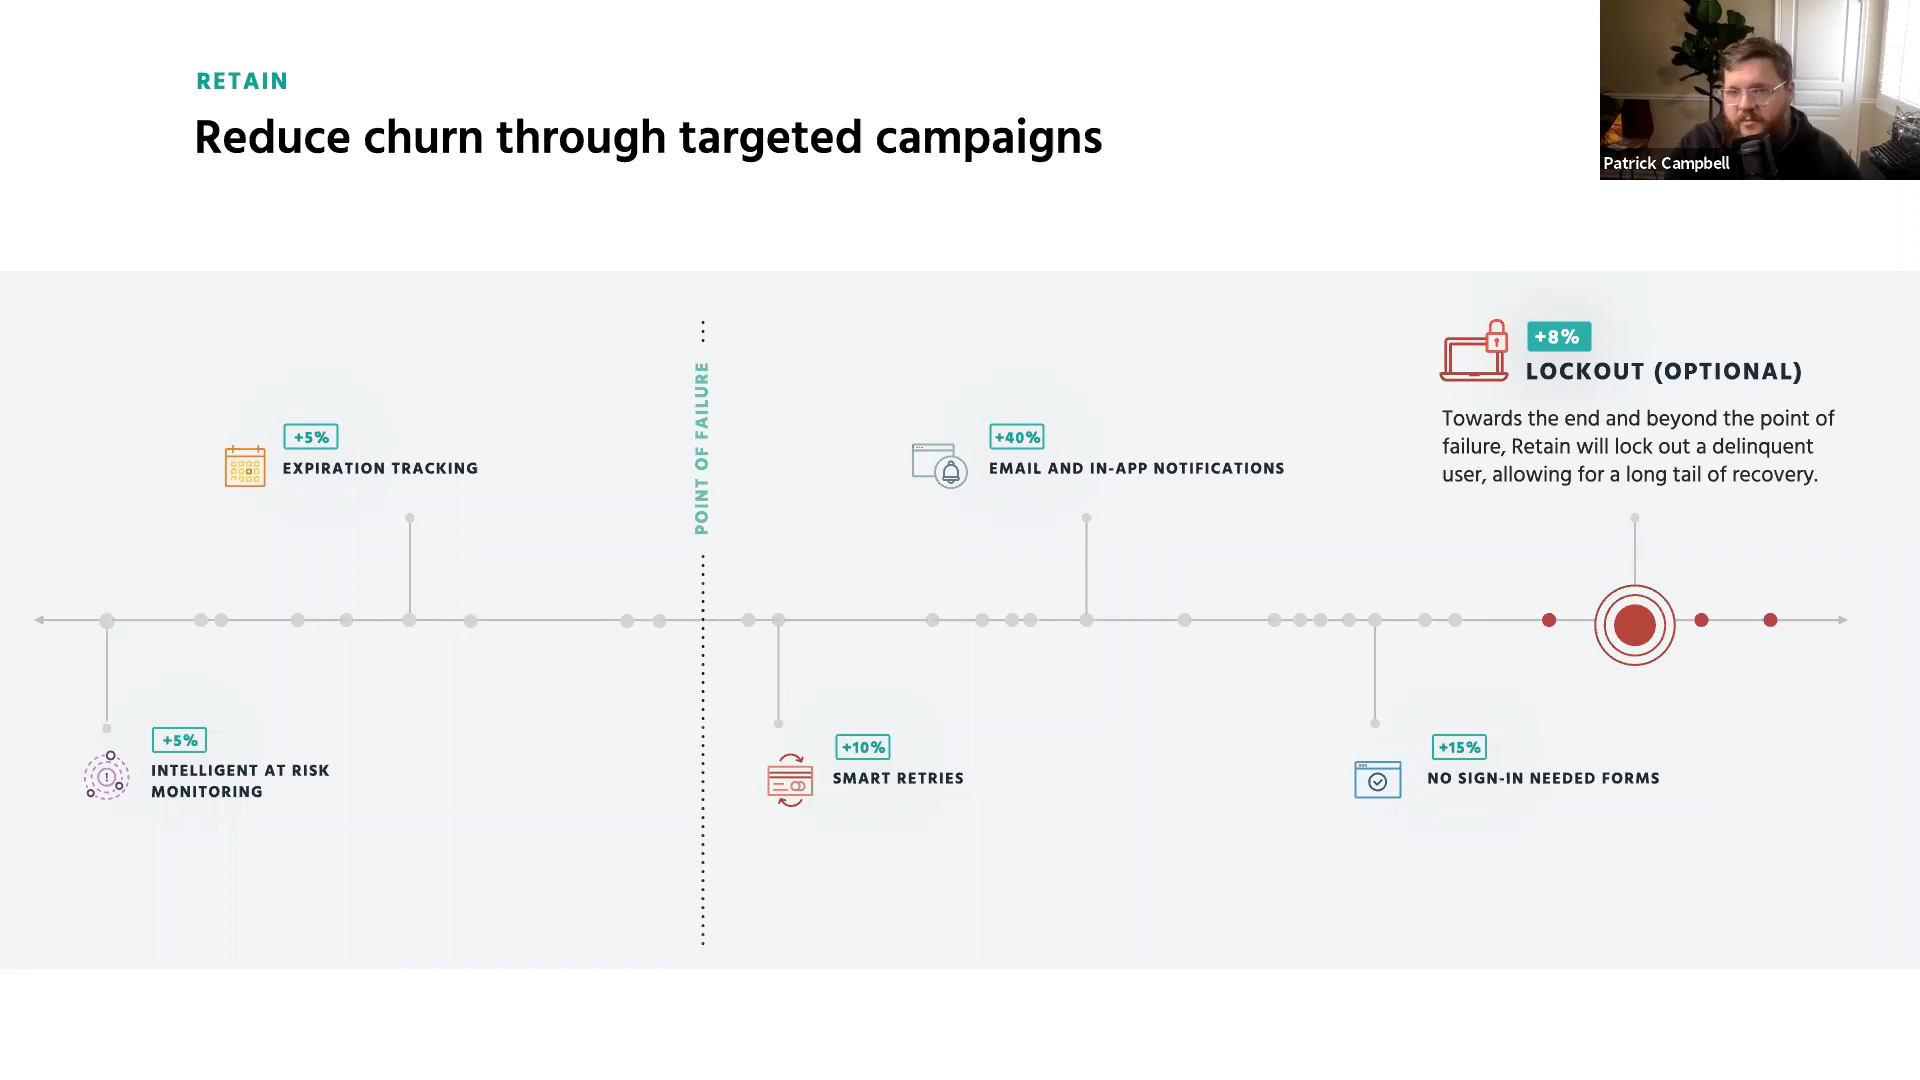 RETAIN
Reduce churn through targeted campaigns
Patrick Campbell
+8%
LOCKOUT (OPTIONAL)
Towards the end and beyond the point of
failure, Retain will lock out a delinquent
user, allowing for a long tail of recovery.
+5%
EXPIRATION TRACKING
POINT OF FAILURE
+40%
EMAIL AND IN-APP NOTIFICATIONS
+5%
INTELLIGENT AT RISK
MONITORING
+10%
SMART RETRIES
+15%
NO SIGN-IN NEEDED FORMS